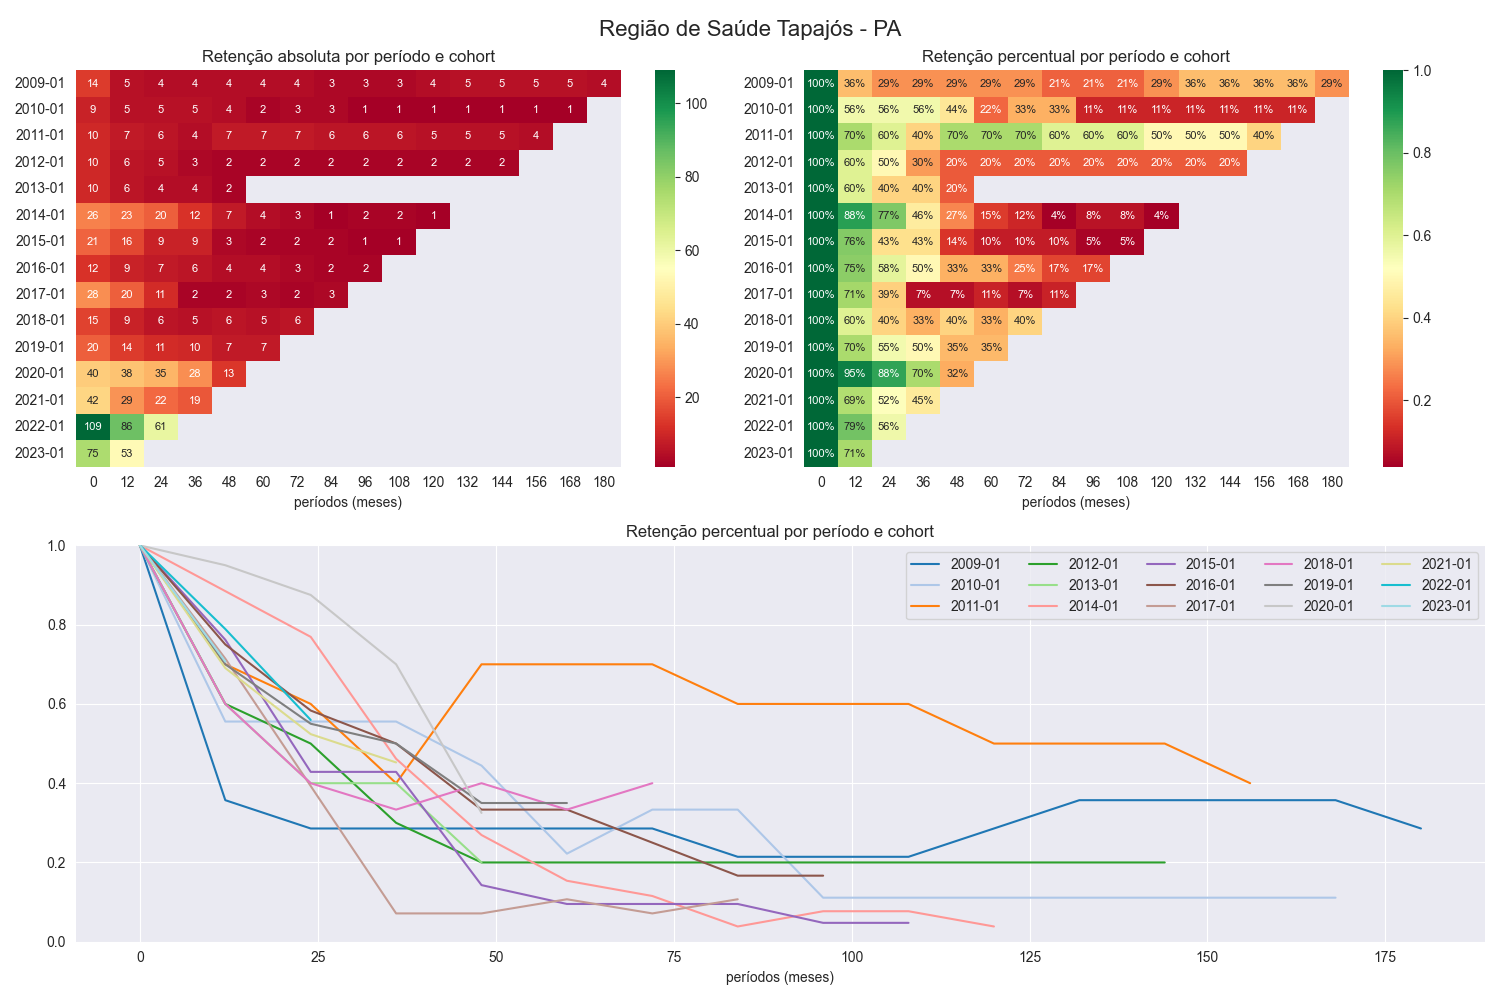 Região de Saúde Tapajós - PA
Retenção absoluta por período e cohort
2009-01 14 5 4 4 4 4 4 3 3 3 4 5 5 5 5 4
2010-01 9 5 5 5 4 2 3 3 1 1 1 1 1 1 1
2011-01 10 7 6 4 7 7 7 6 6 6 5 5 5 4
2012-01 10 6 5 3 2 2 2 2 2 2 2 2 2
2013-01 10 6 4 4 2
2014-01 26 23 20 12 7 4 3 1 2 2 1
2015-01 21 16 9 9 3 2 2 2 1 1
2016-01 12 9 7 6 4 4 3 2 2
2017-01 28 20 11 2 2 3 2 3
2018-01 15 9 6 5 6 5 6
2019-01 20 14 11 10 7 7
2020-01 40 38 35 28 13
2021-01 42 29 22 19
2022-01 109 86 61
2023-01 75 53
0 12 24 36 48 60 72 84 96 108 120 132 144 156 168 180
períodos (meses)
100
80
60
40
20
Retenção percentual por período e cohort
2009-01 100% 36% 29% 29% 29% 29% 29% 21% 21% 21% 29% 36% 36% 36% 36% 29%
2010-01 100% 56% 56% 56% 44% 22% 33% 33% 11% 11% 11% 11% 11% 11% 11%
2011-01 100% 70% 60% 40% 70% 70% 70% 60% 60% 60% 50% 50% 50% 40%
2012-01 100% 60% 50% 30% 20% 20% 20% 20% 20% 20% 20% 20% 20%
2013-01 100% 60% 40% 40% 20%
2014-01 100% 88% 77% 46% 27% 15% 12% 4% 8% 8% 4%
2015-01 100% 76% 43% 43% 14% 10% 10% 10% 5% 5%
2016-01 100% 75% 58% 50% 33% 33% 25% 17% 17%
2017-01 100% 71% 39% 7% 7% 11% 7% 11%
2018-01 100% 60% 40% 33% 40% 33% 40%
2019-01 100% 70% 55% 50% 35% 35%
2020-01 100% 95% 88% 70% 32%
2021-01 100% 69% 52% 45%
2022-01 100% 79% 56%
2023-01 100% 71%
0 12 24 36 48 60 72 84 96 108 120 132 144 156 168 180
períodos (meses)
1.0
0.8
0.6
0.4
0.2
Retenção percentual por período e cohort
1.0
0.8
0.6
0.4
0.2
0.0
2009-01 2012-01 2015-01 2018-01 2021-01
2010-01 2013-01 2016-01 2019-01 2022-01
2011-01 2014-01 2017-01 2020-01 2023-01
0 25 50 75 100 125 150 175
períodos (meses)